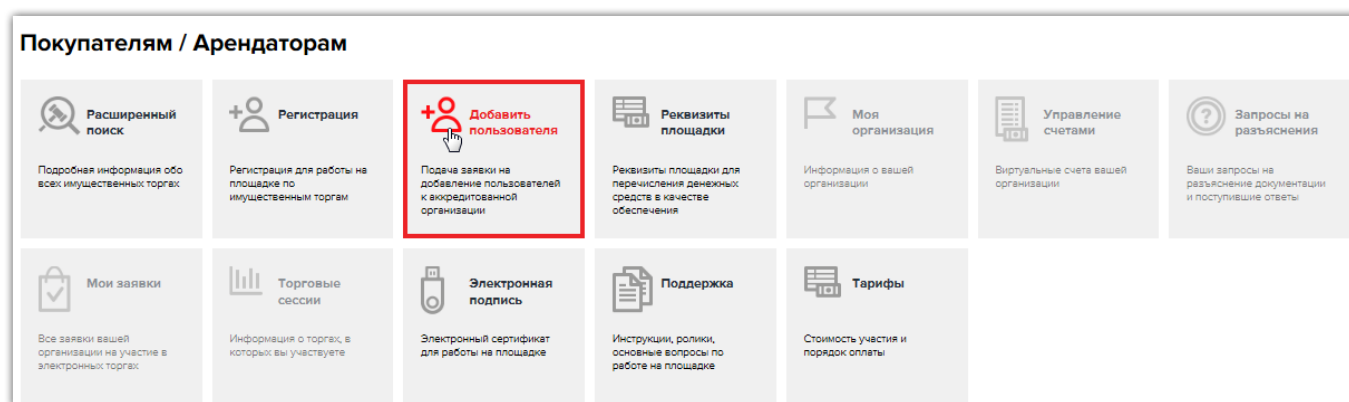 Покупателям / Арендаторам
Расширенный
поиск
Подробная информация обо
всех имущественных торгах
Регистрация
Регистрация для работы на
площадке по
имущественным торгам
Добавить
пользователя
Подача заявки на
добавление пользователей
к аккредитованной
организации
Реквизиты
площадки
Реквизиты площадки для
перечисления денежных
средств в качестве
обеспечения
Моя
организация
Информация о вашей
организации
Управление
счетами
Виртуальные счета вашей
организации
Запросы на
разъяснения
Ваши запросы на
разъяснение документации
и поступившие ответы
Мои заявки
Все заявки вашей
организации на участие в
электронных торгах
Торговые
сессии
Информация о торгах, в
которых вы участвуете
Электронная
подпись
Электронный сертификат
для работы на площадке
Поддержка
Инструкции, ролики,
основные вопросы по
работе на площадке
Тарифы
Стоимость участия и
порядок оплаты